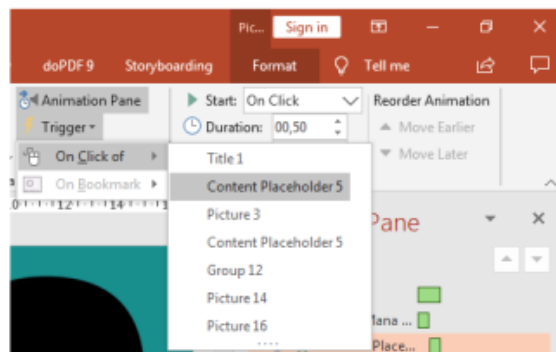 Pic... Sign in
doPDF 9 Storyboarding Format Tell me
Animation Pane Start: On Click Reorder Animation
Trigger Duration: 00,50 Move Earlier
On Click of Title 1 Move Later
On Bookmark Content Placeholder 5
12 14
Picture 3 Pane
Content Placeholder 5
Group 12
Picture 14
Picture 16 Mana ...
Place...